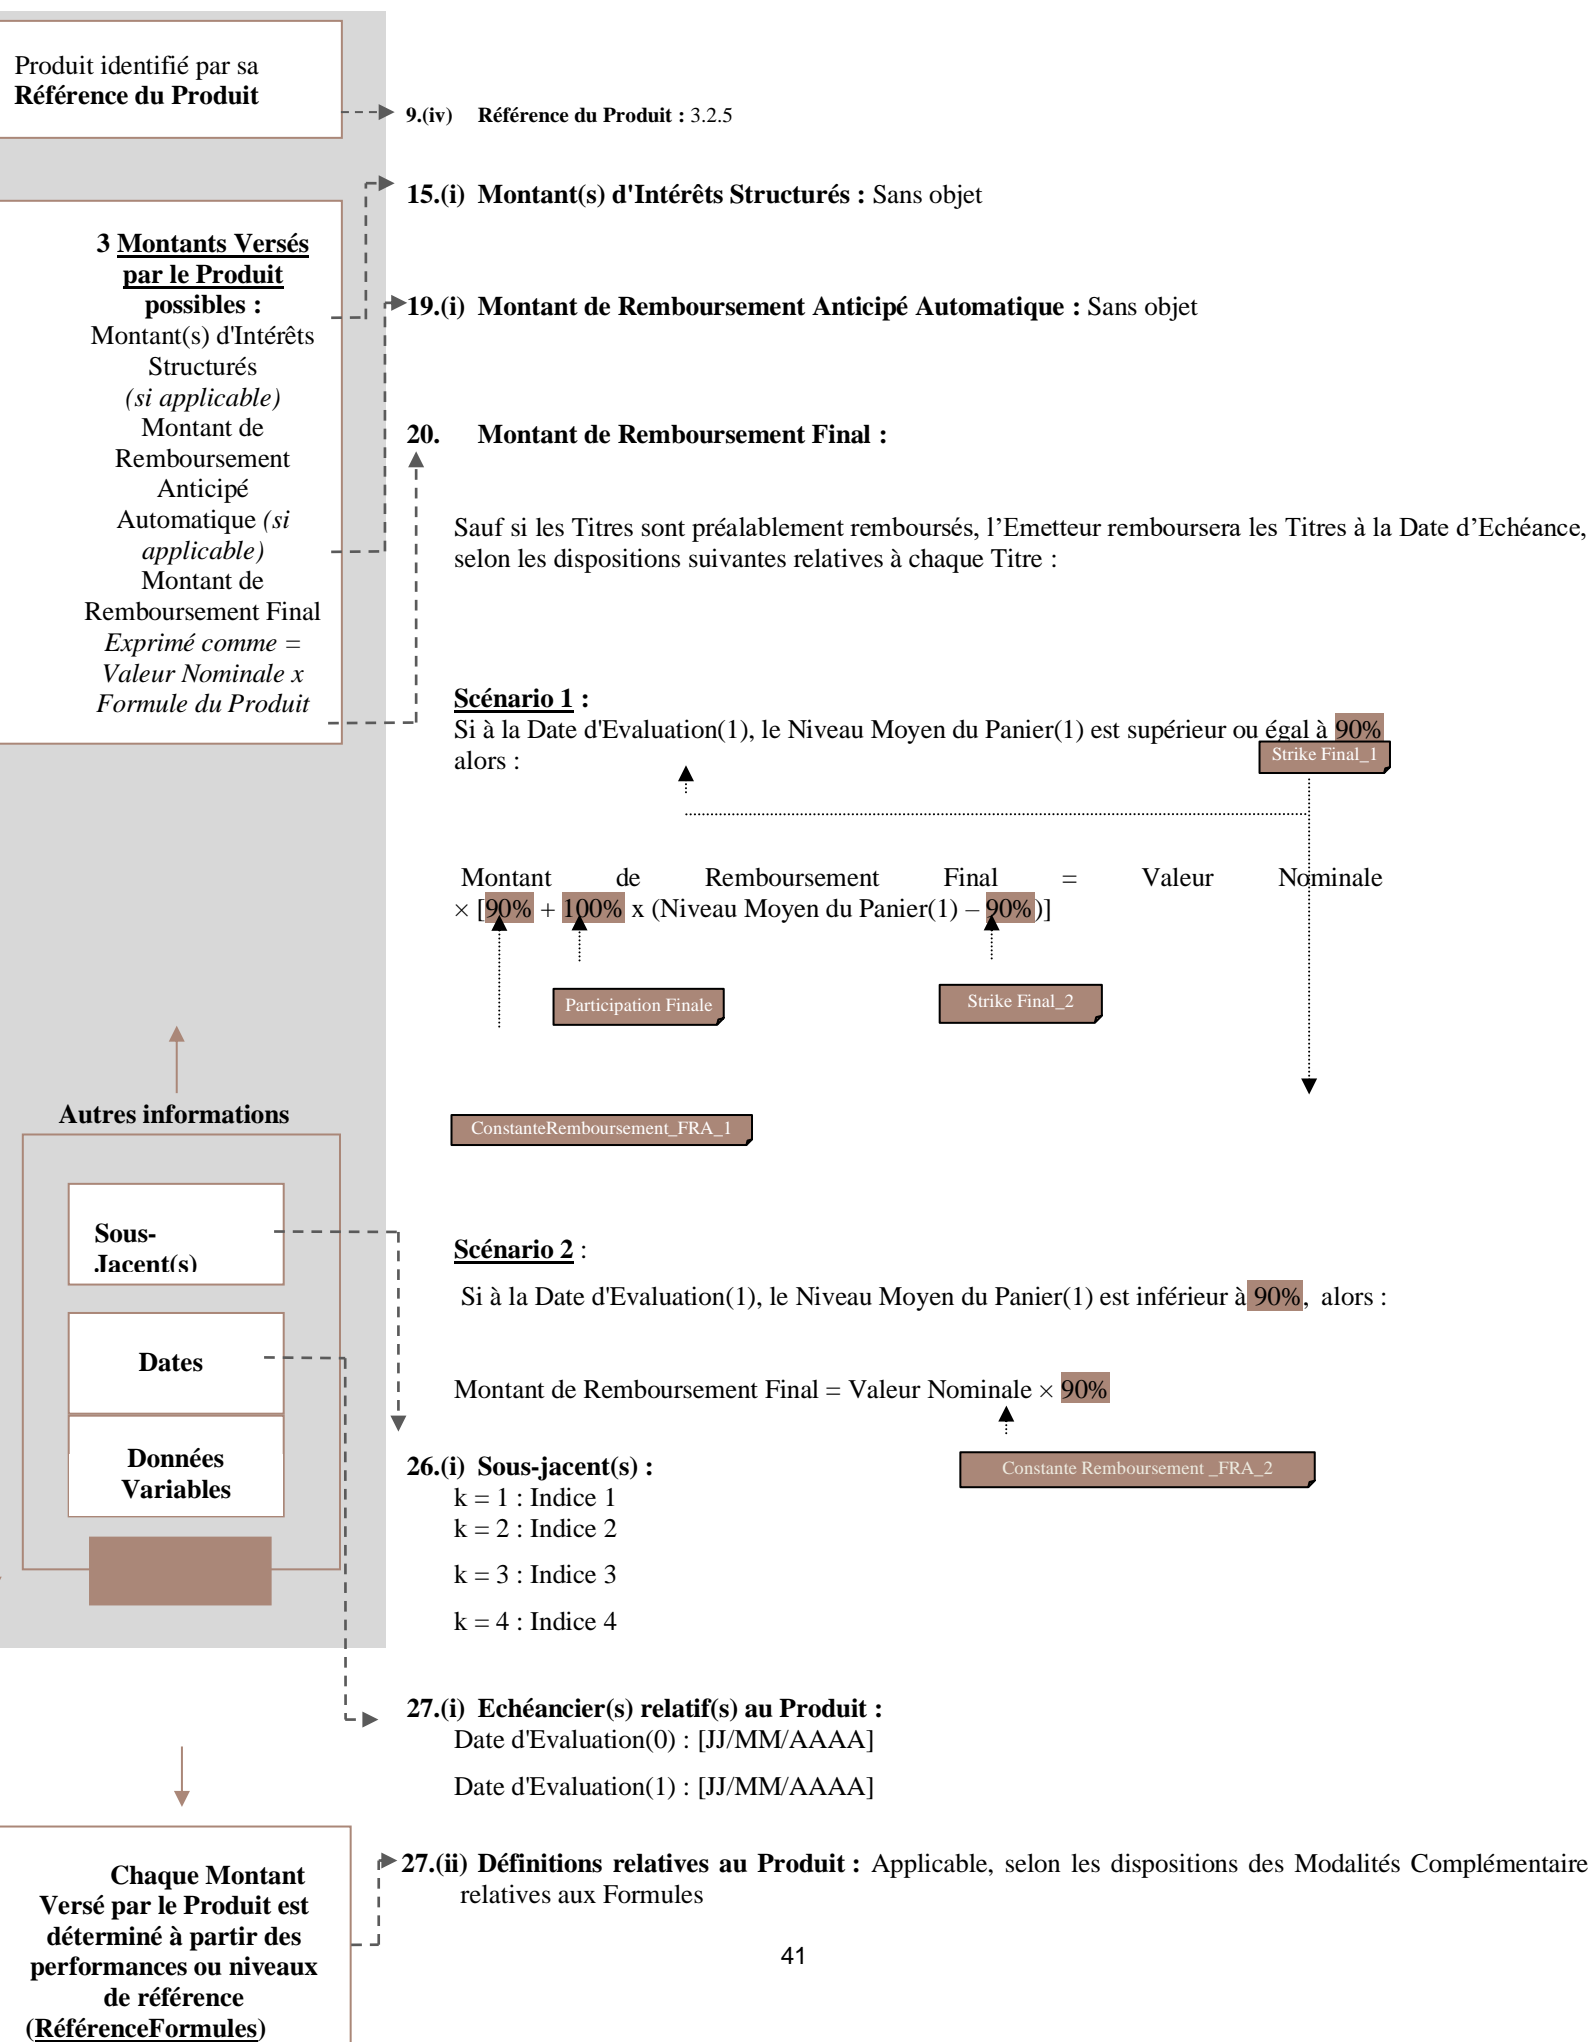 Produit identifié par sa
Référence du Produit
9.(iv) Référence du Produit : 3.2.5
15.(i) Montant(s) d'Intérêts Structurés : Sans objet
3 Montants Versés
par le Produit
possibles :
Montant(s) d'Intérêts
Structurés
(si applicable)
Montant de
Remboursement
Anticipé
Automatique (si
applicable)
Montant de
Remboursement Final
Exprimé comme =
Valeur Nominale x
Formule du Produit
19.(i) Montant de Remboursement Anticipé Automatique : Sans objet
20. Montant de Remboursement Final :
Sauf si les Titres sont préalablement remboursés, l’Emetteur remboursera les Titres à la Date d’Echéance,
selon les dispositions suivantes relatives à chaque Titre :
Scénario 1 :
Si à la Date d'Evaluation(1), le Niveau Moyen du Panier(1) est supérieur ou égal à 90%
alors :
Strike Final_1
Montant de Remboursement Final = Valeur Nominale
× [90% + 100% x (Niveau Moyen du Panier(1) – 90%)]
Participation Finale
Strike Final_2
ConstanteRemboursement_FRA_1
Autres informations
Sous-
Jacent(s)
Dates
Données
Variables
Scénario 2 :
Si à la Date d'Evaluation(1), le Niveau Moyen du Panier(1) est inférieur à 90%, alors :
Montant de Remboursement Final = Valeur Nominale × 90%
Constante Remboursement _FRA_2
26.(i) Sous-jacent(s) :
k = 1 : Indice 1
k = 2 : Indice 2
k = 3 : Indice 3
k = 4 : Indice 4
27.(i) Echéancier(s) relatif(s) au Produit :
Date d'Evaluation(0) : [JJ/MM/AAAA]
Date d'Evaluation(1) : [JJ/MM/AAAA]
Chaque Montant
Versé par le Produit est
déterminé à partir des
performances ou niveaux
de référence
(RéférenceFormules)
27.(ii) Définitions relatives au Produit : Applicable, selon les dispositions des Modalités Complémentaire
relatives aux Formules
41